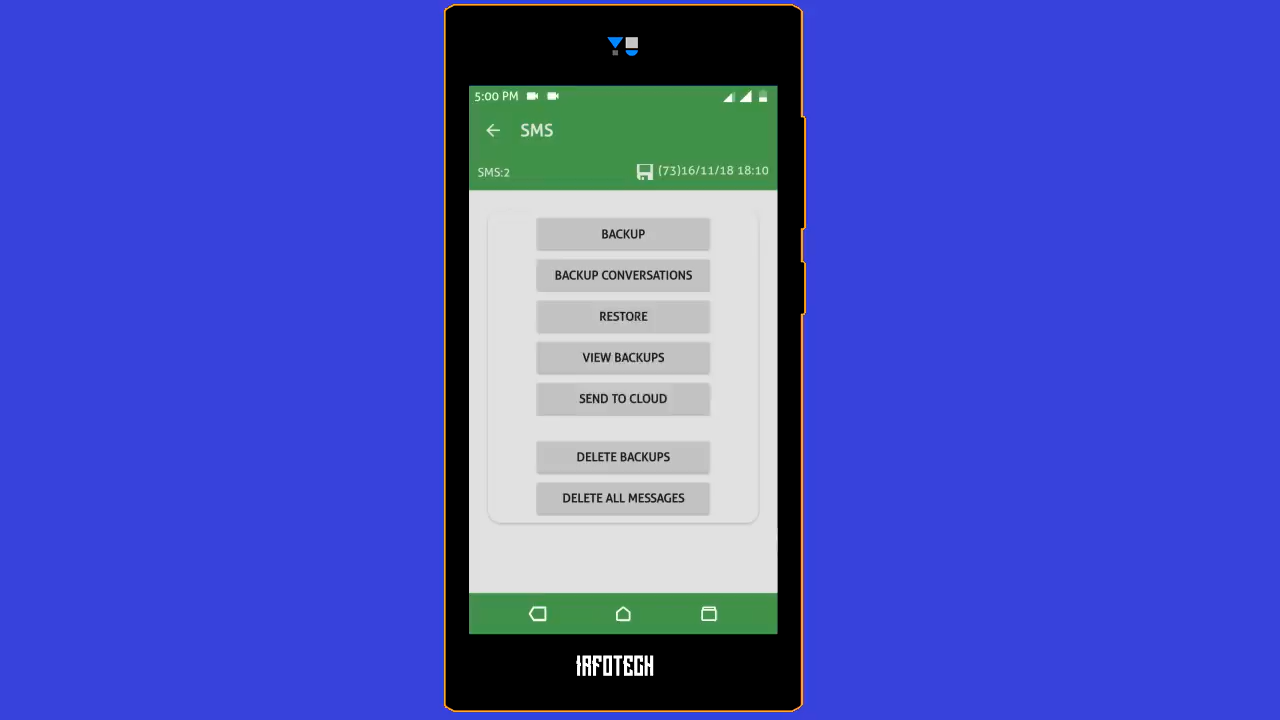 5:00 PM
SMS
SMS:2
(73)16/11/18 18:10
BACKUP
BACKUP CONVERSATIONS
RESTORE
VIEW BACKUPS
SEND TO CLOUD
DELETE BACKUPS
DELETE ALL MESSAGES
IRFOTECH